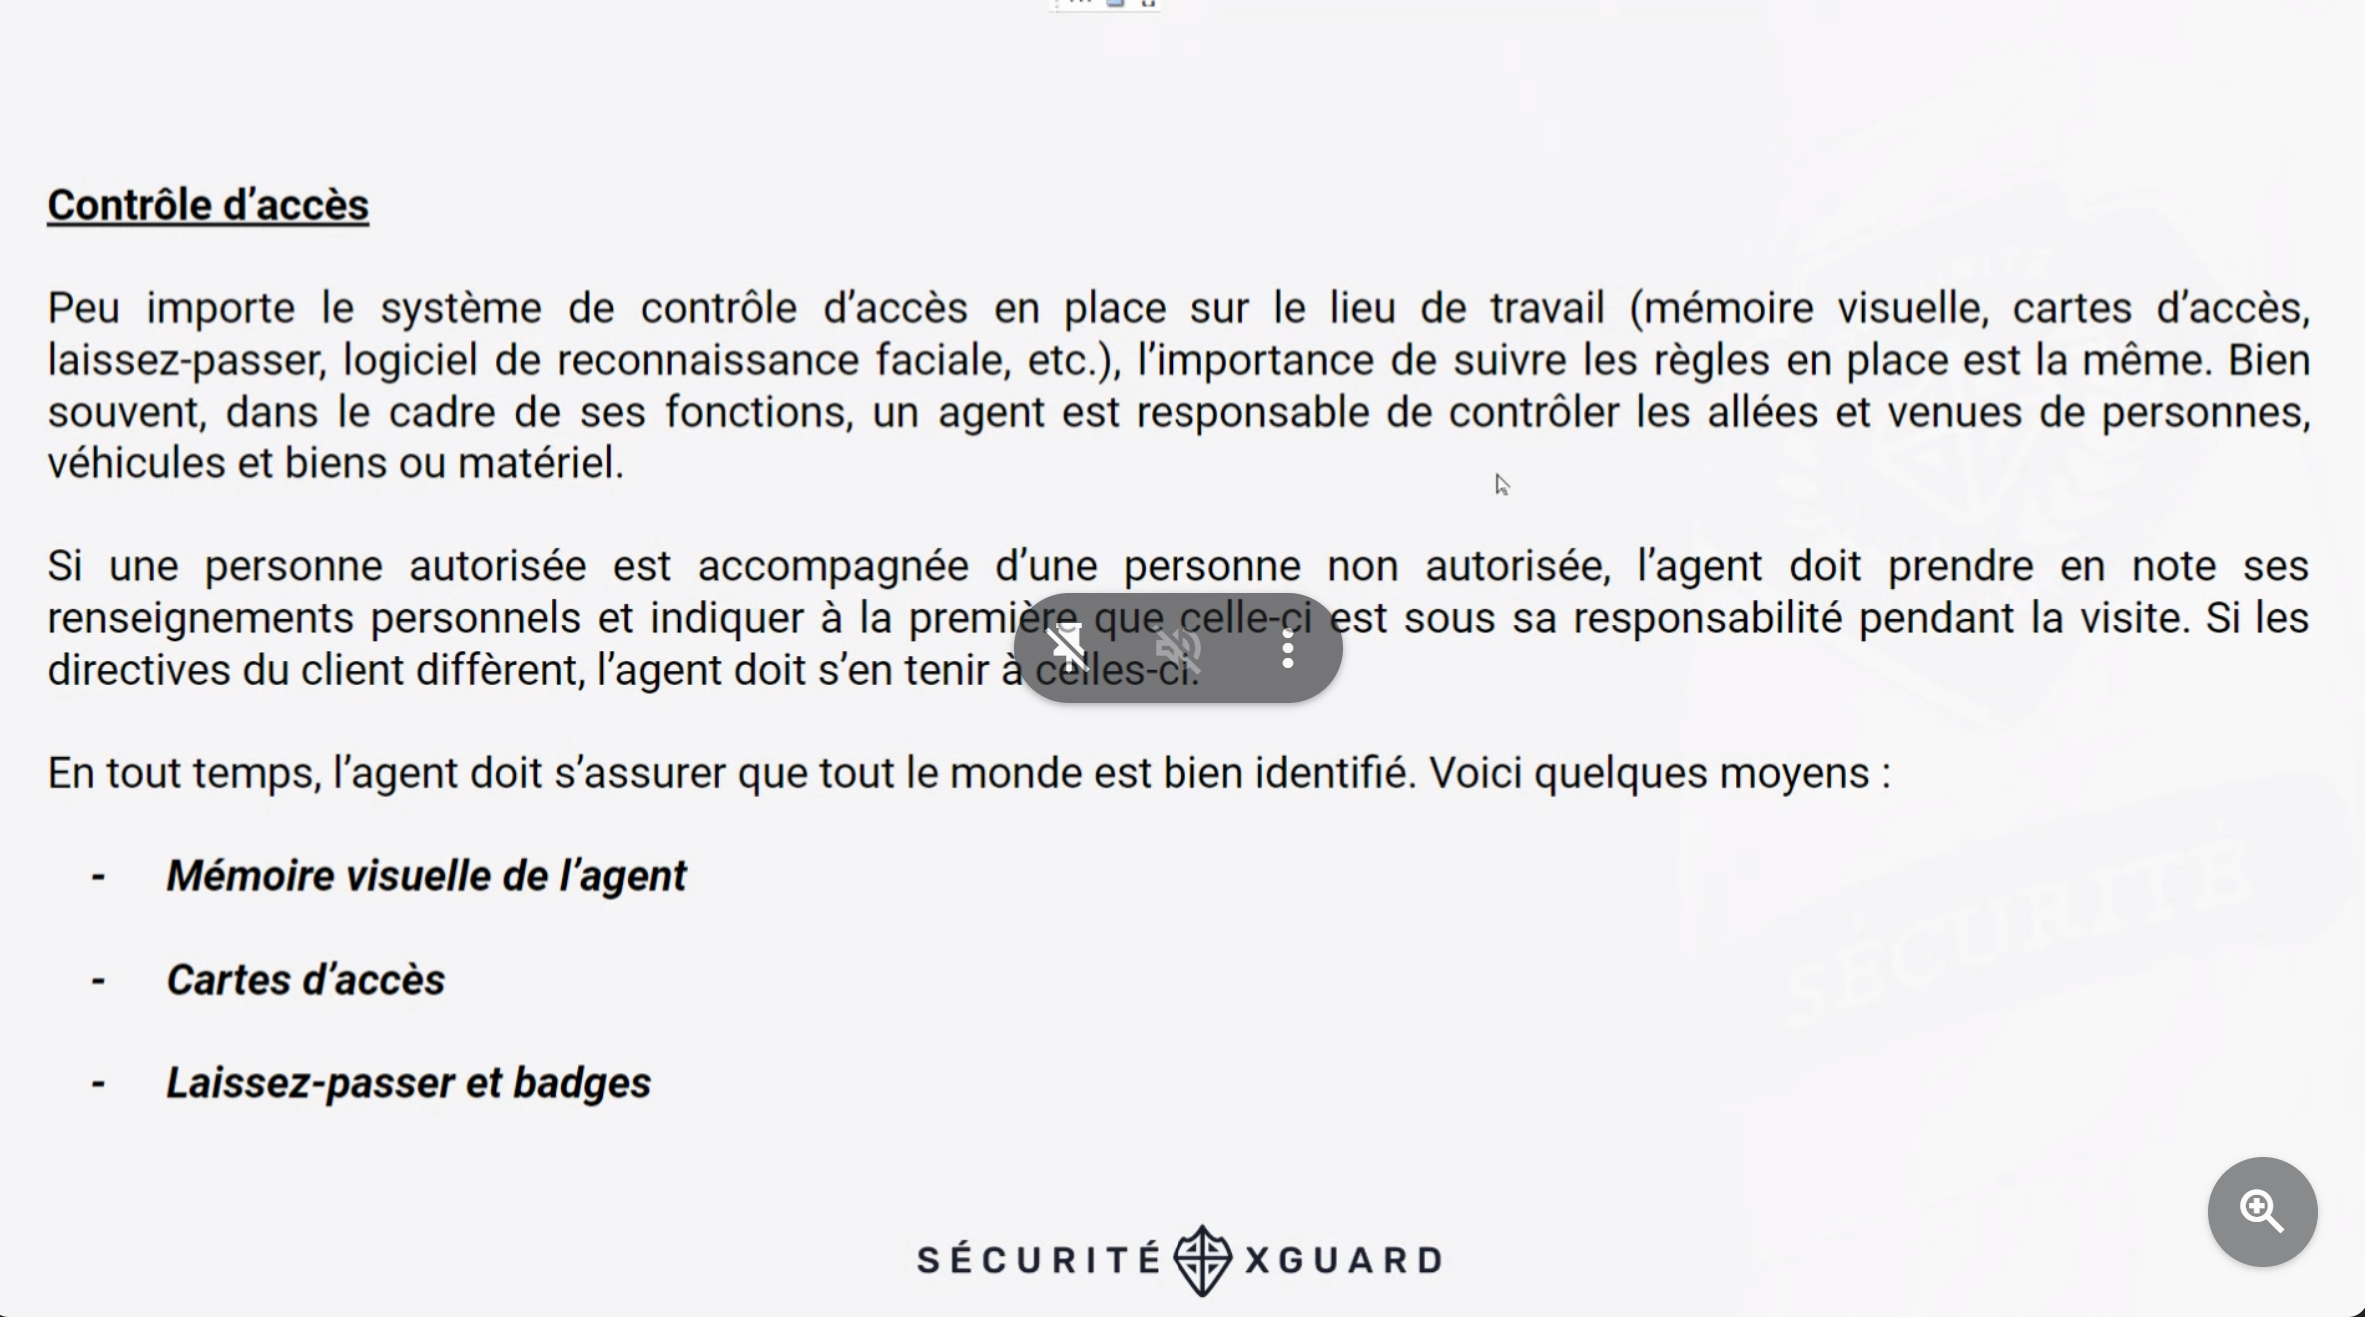 Contrôle d’accès
Peu importe le système de contrôle d’accès en place sur le lieu de travail (mémoire visuelle, cartes d’accès,
laissez-passer, logiciel de reconnaissance faciale, etc.), l’importance de suivre les règles en place est la même. Bien
souvent, dans le cadre de ses fonctions, un agent est responsable de contrôler les allées et venues de personnes,
véhicules et biens ou matériel.
Si une personne autorisée est accompagnée d’une personne non autorisée, l’agent doit prendre en note ses
renseignements personnels et indiquer à la première que celle-ci est sous sa responsabilité pendant la visite. Si les
directives du client diffèrent, l’agent doit s’en tenir à celles-ci.
En tout temps, l’agent doit s’assurer que tout le monde est bien identifié. Voici quelques moyens :
- Mémoire visuelle de l’agent
- Cartes d’accès
- Laissez-passer et badges
SÉCURITÉ
SÉCURITÉ XGUARD